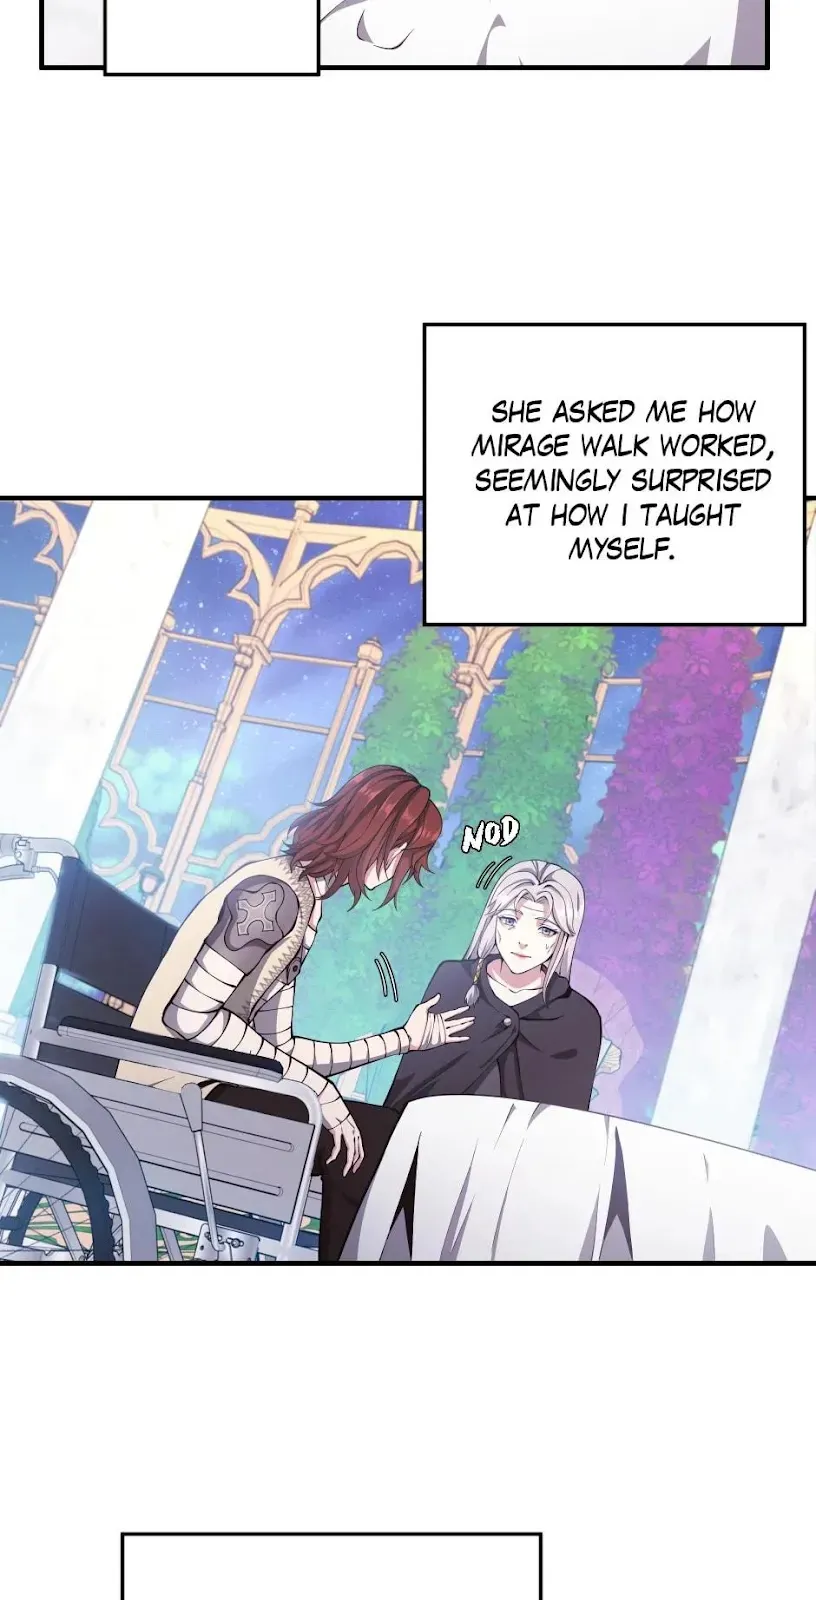 SHE ASKED ME HOW
MIRAGE WALK WORKED,
SEEMINGLY SURPRISED
AT HOW I TAUGHT
MYSELF.
NOD